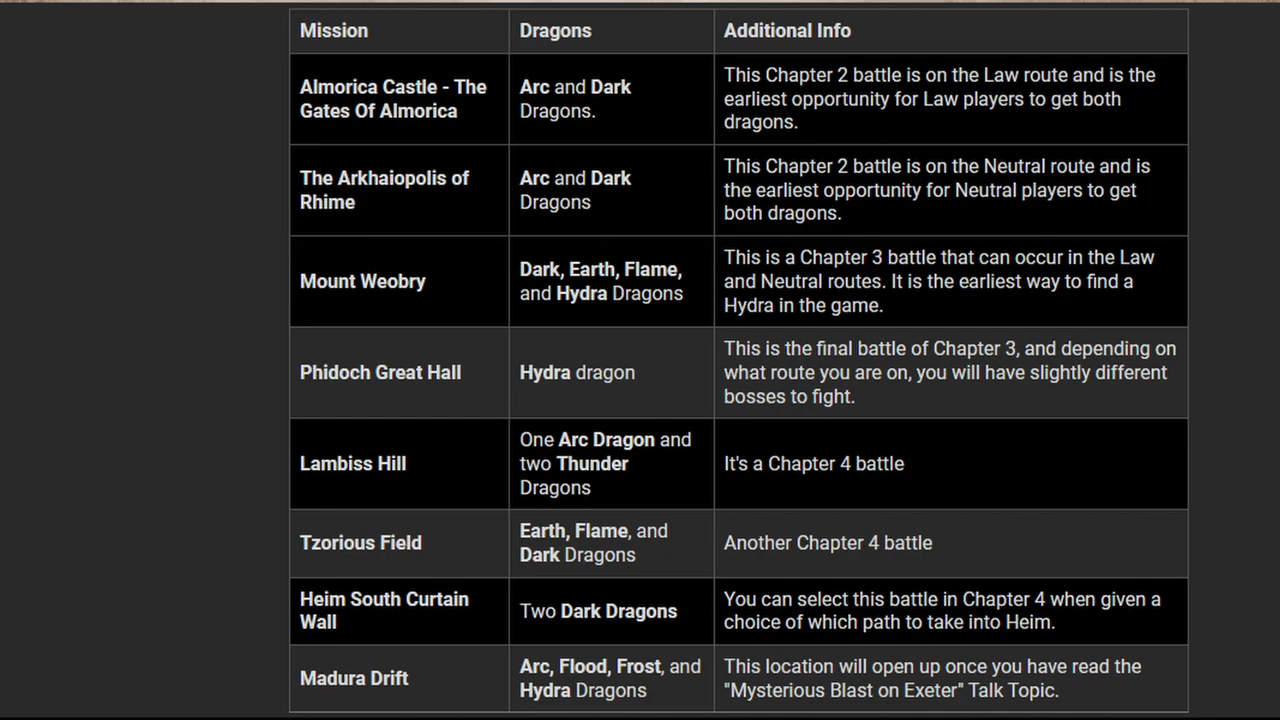 Mission
Dragons
Additional Info
Almorica Castle - The
Gates Of Almorica
Arc and Dark
Dragons.
This Chapter 2 battle is on the Law route and is the
earliest opportunity for Law players to get both
dragons.
The Arkhaiopolis of
Rhime
Arc and Dark
Dragons
This Chapter 2 battle is on the Neutral route and is
the earliest opportunity for Neutral players to get
both dragons.
Mount Weobry
Dark, Earth, Flame,
and Hydra Dragons
This is a Chapter 3 battle that can occur in the Law
and Neutral routes. It is the earliest way to find a
Hydra in the game.
Phidoch Great Hall
Hydra dragon
This is the final battle of Chapter 3, and depending on
what route you are on, you will have slightly different
bosses to fight.
Lambiss Hill
One Arc Dragon and
two Thunder
Dragons
It's a Chapter 4 battle
Tzorious Field
Earth, Flame, and
Dark Dragons
Another Chapter 4 battle
Heim South Curtain
Wall
Two Dark Dragons
You can select this battle in Chapter 4 when given a
choice of which path to take into Heim.
Madura Drift
Arc, Flood, Frost, and
Hydra Dragons
This location will open up once you have read the
"Mysterious Blast on Exeter" Talk Topic.